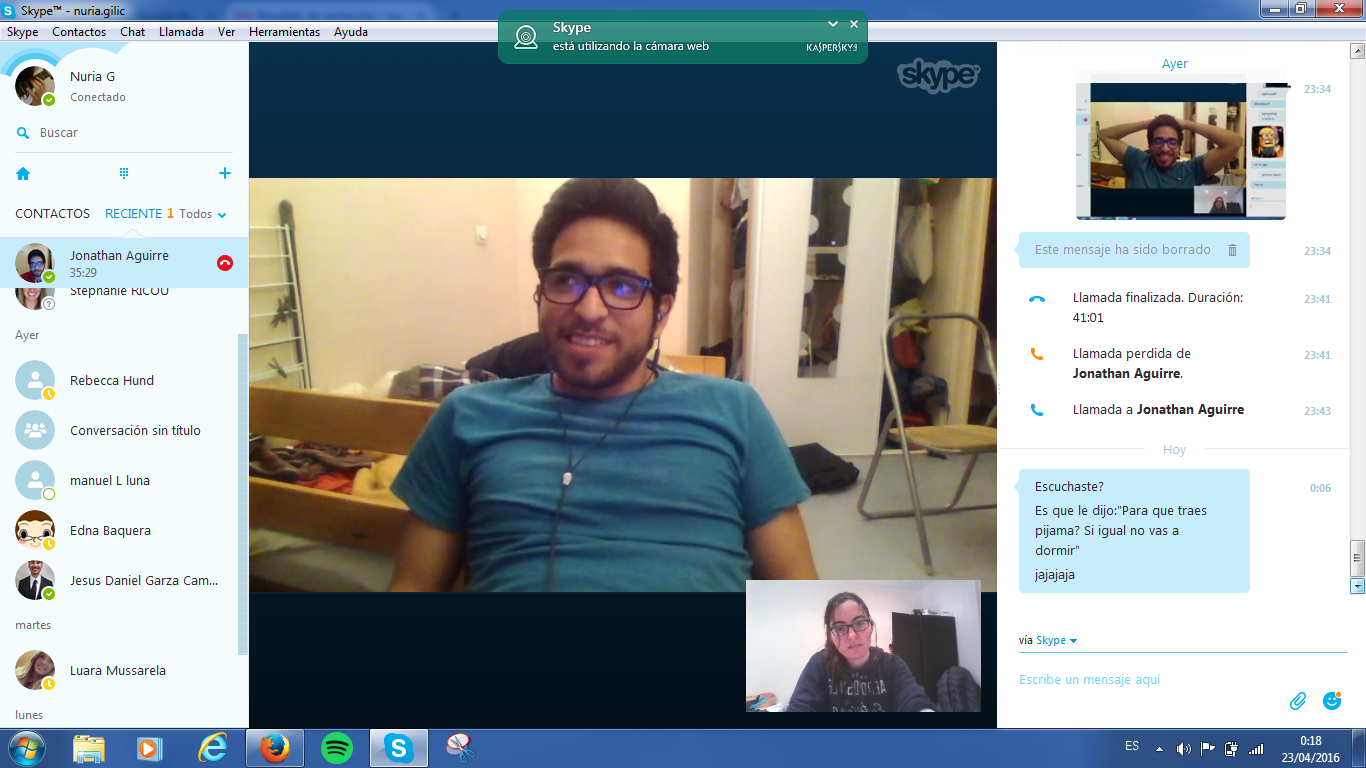 Skype™ - nuria.gilic
Skype Contactos Chat Llamada Ver Herramientas Ayuda
Skype
está utilizando la cámara web
KASPERSKY
Nuria G
Conectado
Buscar
CONTACTOS RECIENTE 1 Todos
Jonathan Aguirre
35:29
Stephanie RICOU
Ayer
Rebecca Hund
Conversación sin título
manuel L luna
Edna Baquera
Jesus Daniel Garza Cam...
martes
Luara Mussarela
lunes
skype™
Ayer
23:34
Este mensaje ha sido borrado 23:34
Llamada finalizada. Duración: 23:41
41:01
Llamada perdida de 23:41
Jonathan Aguirre.
Llamada a Jonathan Aguirre 23:43
Hoy
Escuchaste? 0:06
Es que le dijo:"Para que traes
pijama? Si igual no vas a
dormir"
jajajaja
vía Skype
Escribe un mensaje aquí
ES
0:18
23/04/2016